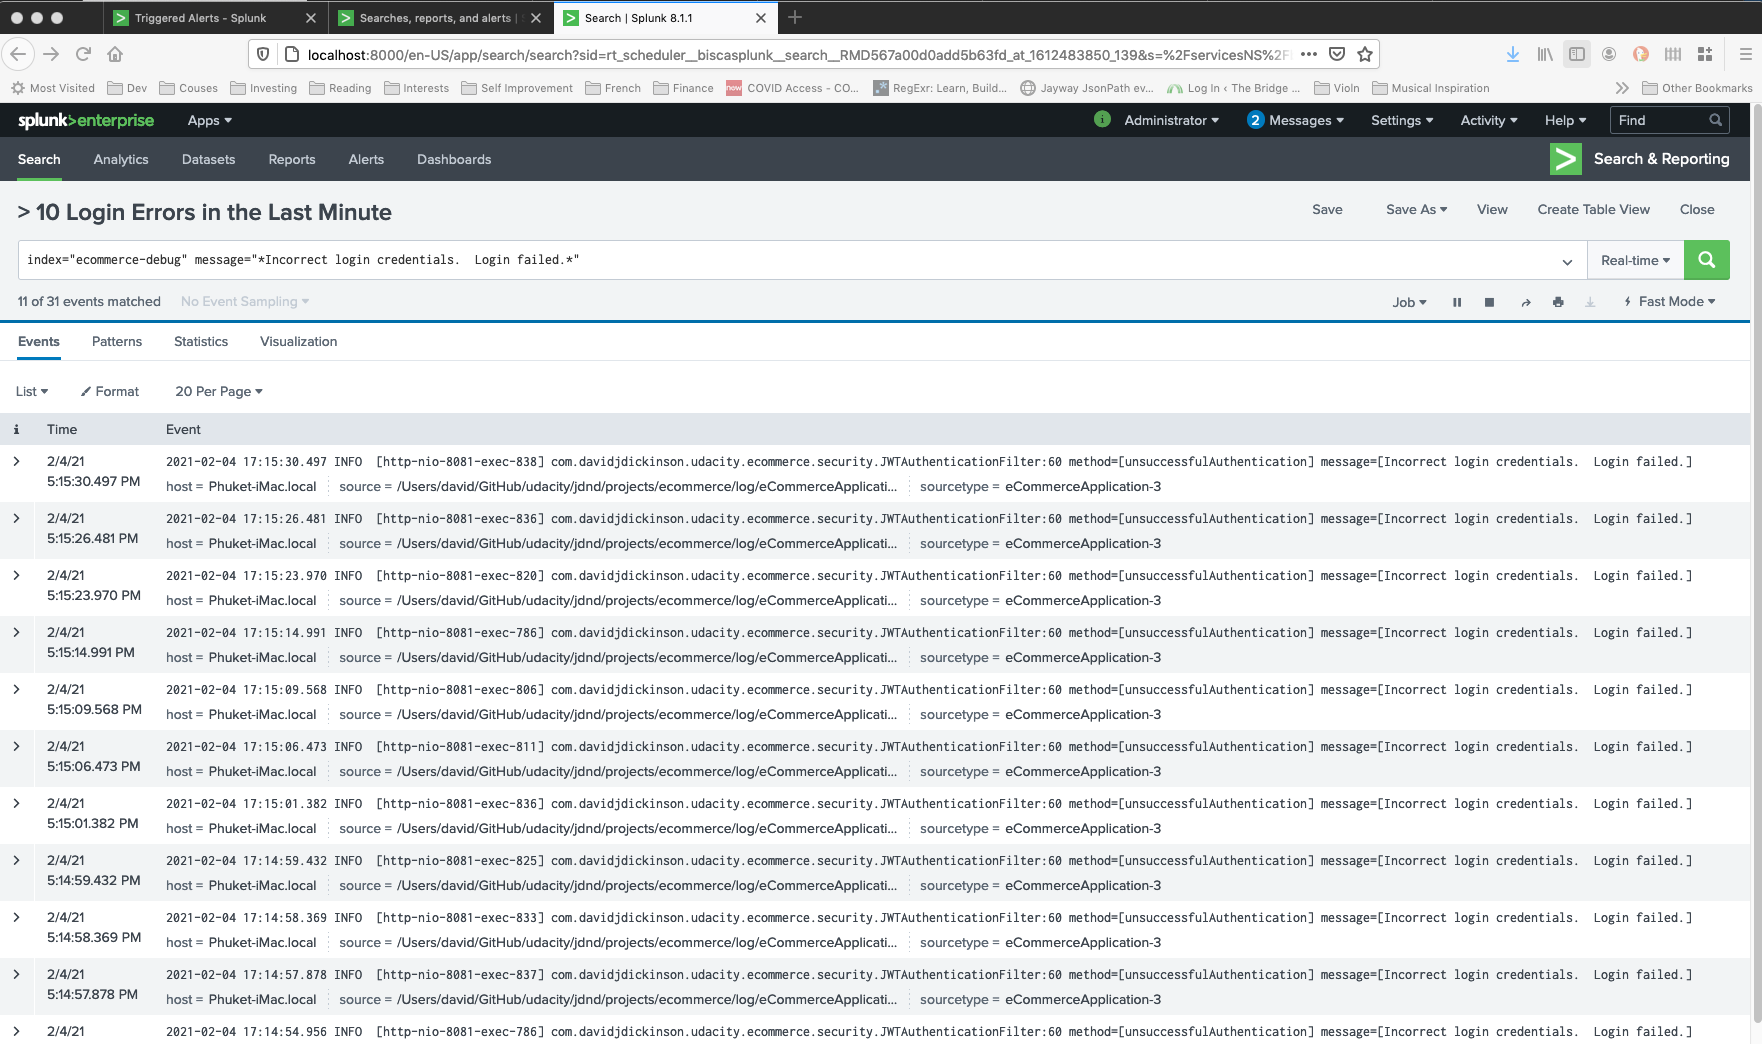 Triggered Alerts - Splunk
Searches, reports, and alerts |
Search | Splunk 8.1.1
localhost:8000/en-US/app/search/search?sid=rt_scheduler__biscasplunk__search__RMD567a00d0add5b63fd_at_1612483850_139&s=%2FservicesNS%2F
Most Visited Dev Couses Investing Reading Interests Self Improvement French Finance now COVID Access - CO... RegExr: Learn, Build... Jayway JsonPath ev... Log In ‹ The Bridge ... Violn Musical Inspiration Other Bookmarks
splunk>enterprise Apps i Administrator 2 Messages Settings Activity Help Find
Search Analytics Datasets Reports Alerts Dashboards Search & Reporting
> 10 Login Errors in the Last Minute Save Save As View Create Table View Close
index="ecommerce-debug" message="*Incorrect login credentials.  Login failed.*" Real-time
11 of 31 events matched No Event Sampling Job Fast Mode
Events Patterns Statistics Visualization
List Format 20 Per Page
i Time Event
2/4/21 2021-02-04 17:15:30.497 INFO  [http-nio-8081-exec-838] com.davidjdickinson.udacity.ecommerce.security.JWTAuthenticationFilter:60 method=[unsuccessfulAuthentication] message=[Incorrect login credentials.  Login failed.]
5:15:30.497 PM host = Phuket-iMac.local source = /Users/david/GitHub/udacity/jdnd/projects/ecommerce/log/eCommerceApplicati... sourcetype = eCommerceApplication-3
2/4/21 2021-02-04 17:15:26.481 INFO  [http-nio-8081-exec-836] com.davidjdickinson.udacity.ecommerce.security.JWTAuthenticationFilter:60 method=[unsuccessfulAuthentication] message=[Incorrect login credentials.  Login failed.]
5:15:26.481 PM host = Phuket-iMac.local source = /Users/david/GitHub/udacity/jdnd/projects/ecommerce/log/eCommerceApplicati... sourcetype = eCommerceApplication-3
2/4/21 2021-02-04 17:15:23.970 INFO  [http-nio-8081-exec-820] com.davidjdickinson.udacity.ecommerce.security.JWTAuthenticationFilter:60 method=[unsuccessfulAuthentication] message=[Incorrect login credentials.  Login failed.]
5:15:23.970 PM host = Phuket-iMac.local source = /Users/david/GitHub/udacity/jdnd/projects/ecommerce/log/eCommerceApplicati... sourcetype = eCommerceApplication-3
2/4/21 2021-02-04 17:15:14.991 INFO  [http-nio-8081-exec-786] com.davidjdickinson.udacity.ecommerce.security.JWTAuthenticationFilter:60 method=[unsuccessfulAuthentication] message=[Incorrect login credentials.  Login failed.]
5:15:14.991 PM host = Phuket-iMac.local source = /Users/david/GitHub/udacity/jdnd/projects/ecommerce/log/eCommerceApplicati... sourcetype = eCommerceApplication-3
2/4/21 2021-02-04 17:15:09.568 INFO  [http-nio-8081-exec-806] com.davidjdickinson.udacity.ecommerce.security.JWTAuthenticationFilter:60 method=[unsuccessfulAuthentication] message=[Incorrect login credentials.  Login failed.]
5:15:09.568 PM host = Phuket-iMac.local source = /Users/david/GitHub/udacity/jdnd/projects/ecommerce/log/eCommerceApplicati... sourcetype = eCommerceApplication-3
2/4/21 2021-02-04 17:15:06.473 INFO  [http-nio-8081-exec-811] com.davidjdickinson.udacity.ecommerce.security.JWTAuthenticationFilter:60 method=[unsuccessfulAuthentication] message=[Incorrect login credentials.  Login failed.]
5:15:06.473 PM host = Phuket-iMac.local source = /Users/david/GitHub/udacity/jdnd/projects/ecommerce/log/eCommerceApplicati... sourcetype = eCommerceApplication-3
2/4/21 2021-02-04 17:15:01.382 INFO  [http-nio-8081-exec-836] com.davidjdickinson.udacity.ecommerce.security.JWTAuthenticationFilter:60 method=[unsuccessfulAuthentication] message=[Incorrect login credentials.  Login failed.]
5:15:01.382 PM host = Phuket-iMac.local source = /Users/david/GitHub/udacity/jdnd/projects/ecommerce/log/eCommerceApplicati... sourcetype = eCommerceApplication-3
2/4/21 2021-02-04 17:14:59.432 INFO  [http-nio-8081-exec-825] com.davidjdickinson.udacity.ecommerce.security.JWTAuthenticationFilter:60 method=[unsuccessfulAuthentication] message=[Incorrect login credentials.  Login failed.]
5:14:59.432 PM host = Phuket-iMac.local source = /Users/david/GitHub/udacity/jdnd/projects/ecommerce/log/eCommerceApplicati... sourcetype = eCommerceApplication-3
2/4/21 2021-02-04 17:14:58.369 INFO  [http-nio-8081-exec-833] com.davidjdickinson.udacity.ecommerce.security.JWTAuthenticationFilter:60 method=[unsuccessfulAuthentication] message=[Incorrect login credentials.  Login failed.]
5:14:58.369 PM host = Phuket-iMac.local source = /Users/david/GitHub/udacity/jdnd/projects/ecommerce/log/eCommerceApplicati... sourcetype = eCommerceApplication-3
2/4/21 2021-02-04 17:14:57.878 INFO  [http-nio-8081-exec-837] com.davidjdickinson.udacity.ecommerce.security.JWTAuthenticationFilter:60 method=[unsuccessfulAuthentication] message=[Incorrect login credentials.  Login failed.]
5:14:57.878 PM host = Phuket-iMac.local source = /Users/david/GitHub/udacity/jdnd/projects/ecommerce/log/eCommerceApplicati... sourcetype = eCommerceApplication-3
2/4/21 2021-02-04 17:14:54.956 INFO  [http-nio-8081-exec-786] com.davidjdickinson.udacity.ecommerce.security.JWTAuthenticationFilter:60 method=[unsuccessfulAuthentication] message=[Incorrect login credentials.  Login failed.]